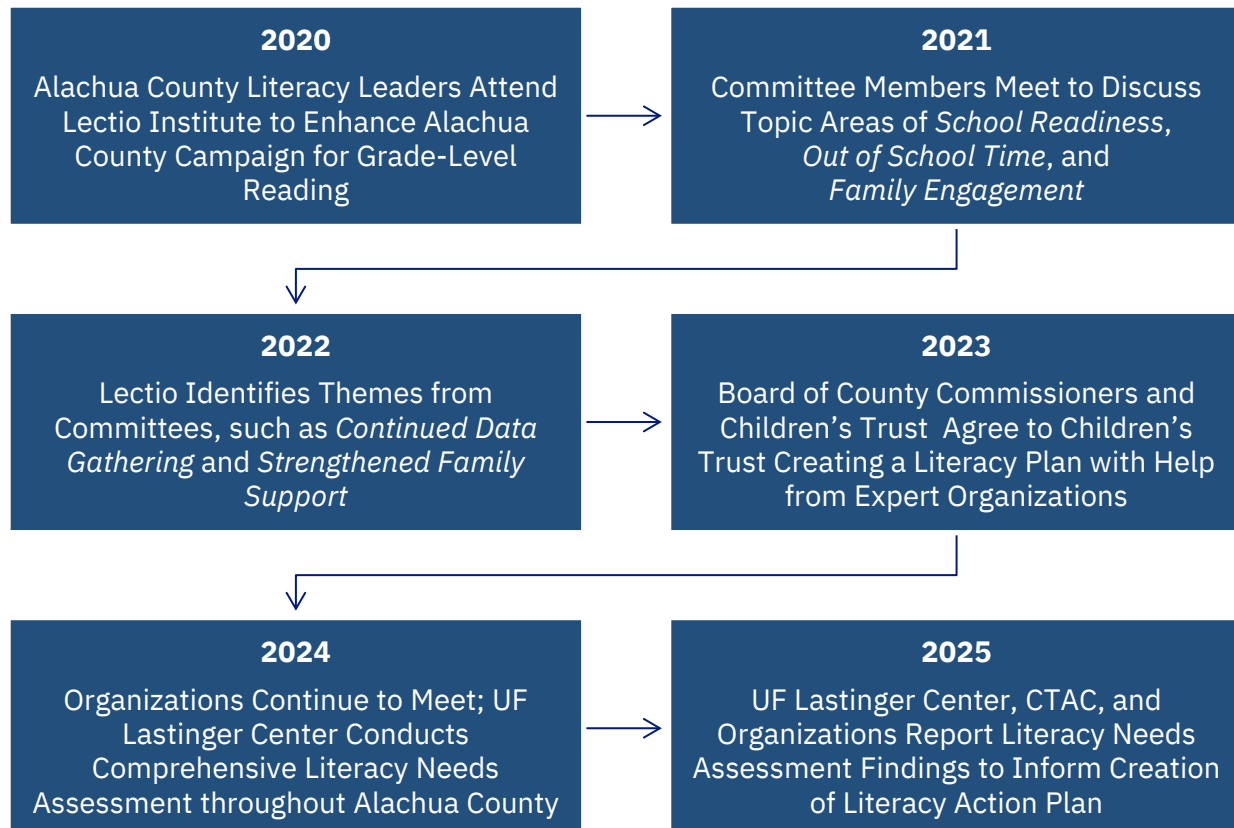 2020
Alachua County Literacy Leaders Attend
Lectio Institute to Enhance Alachua
County Campaign for Grade-Level
Reading
2021
Committee Members Meet to Discuss
Topic Areas of School Readiness,
Out of School Time, and
Family Engagement
2022
Lectio Identifies Themes from
Committees, such as Continued Data
Gathering and Strengthened Family
Support
2023
Board of County Commissioners and
Children’s Trust Agree to Children’s
Trust Creating a Literacy Plan with Help
from Expert Organizations
2024
Organizations Continue to Meet; UF
Lastinger Center Conducts
Comprehensive Literacy Needs
Assessment throughout Alachua County
2025
UF Lastinger Center, CTAC, and
Organizations Report Literacy Needs
Assessment Findings to Inform Creation
of Literacy Action Plan